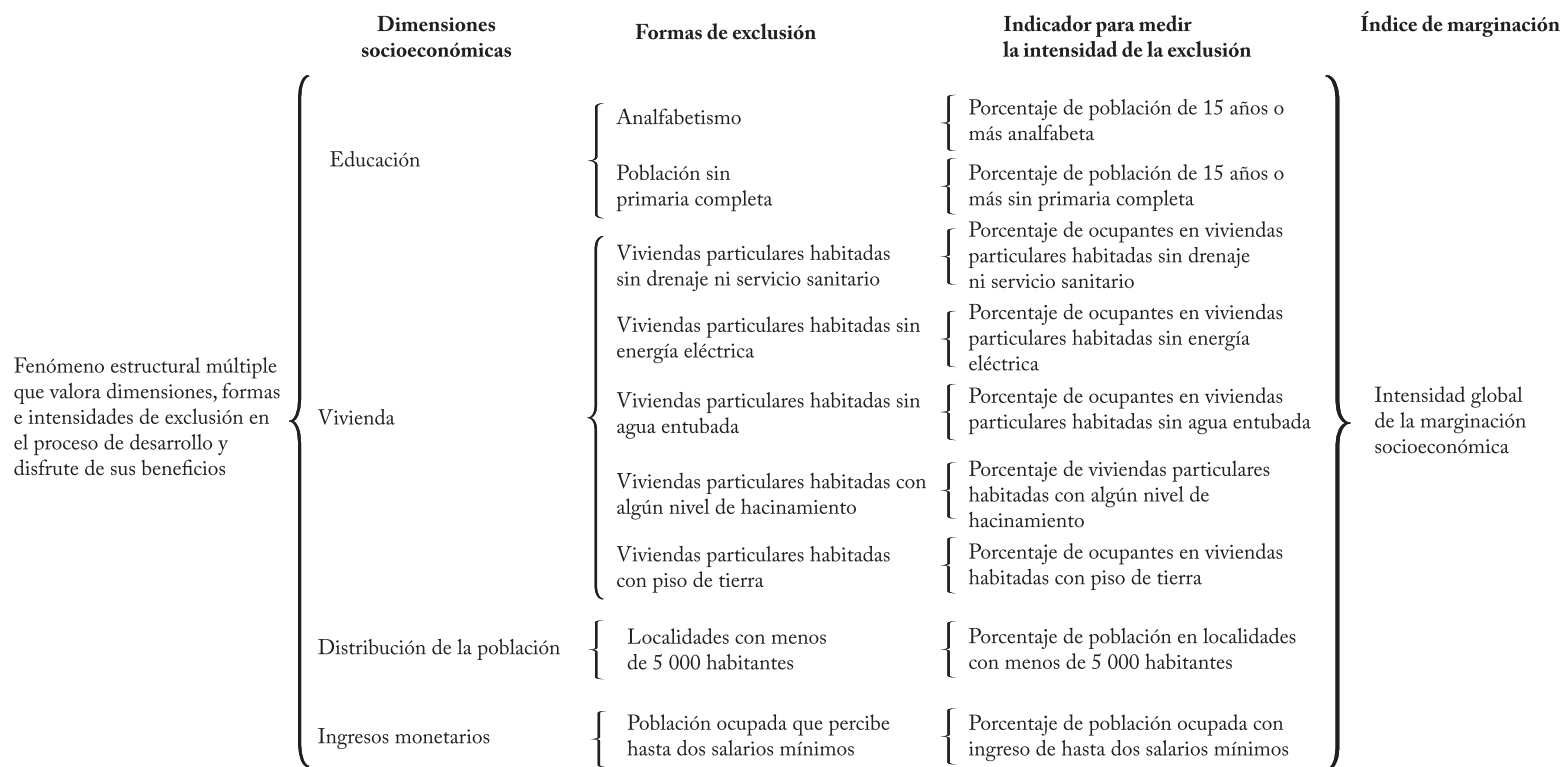 Dimensiones
socioeconómicas
Formas de exclusión
Indicador para medir
la intensidad de la exclusión
Índice de marginación
Fenómeno estructural múltiple
que valora dimensiones, formas
e intensidades de exclusión en
el proceso de desarrollo y
disfrute de sus beneficios
Educación
Analfabetismo
Porcentaje de población de 15 años o
más analfabeta
Población sin
primaria completa
Porcentaje de población de 15 años o
más sin primaria completa
Vivienda
Viviendas particulares habitadas
sin drenaje ni servicio sanitario
Porcentaje de ocupantes en viviendas
particulares habitadas sin drenaje
ni servicio sanitario
Viviendas particulares habitadas sin
energía eléctrica
Porcentaje de ocupantes en viviendas
particulares habitadas sin energía
eléctrica
Viviendas particulares habitadas sin
agua entubada
Porcentaje de ocupantes en viviendas
particulares habitadas sin agua entubada
Viviendas particulares habitadas con
algún nivel de hacinamiento
Porcentaje de viviendas particulares
habitadas con algún nivel de
hacinamiento
Viviendas particulares habitadas
con piso de tierra
Porcentaje de ocupantes en viviendas
habitadas con piso de tierra
Distribución de la población
Localidades con menos
de 5 000 habitantes
Porcentaje de población en localidades
con menos de 5 000 habitantes
Ingresos monetarios
Población ocupada que percibe
hasta dos salarios mínimos
Porcentaje de población ocupada con
ingreso de hasta dos salarios mínimos
Intensidad global
de la marginación
socioeconómica